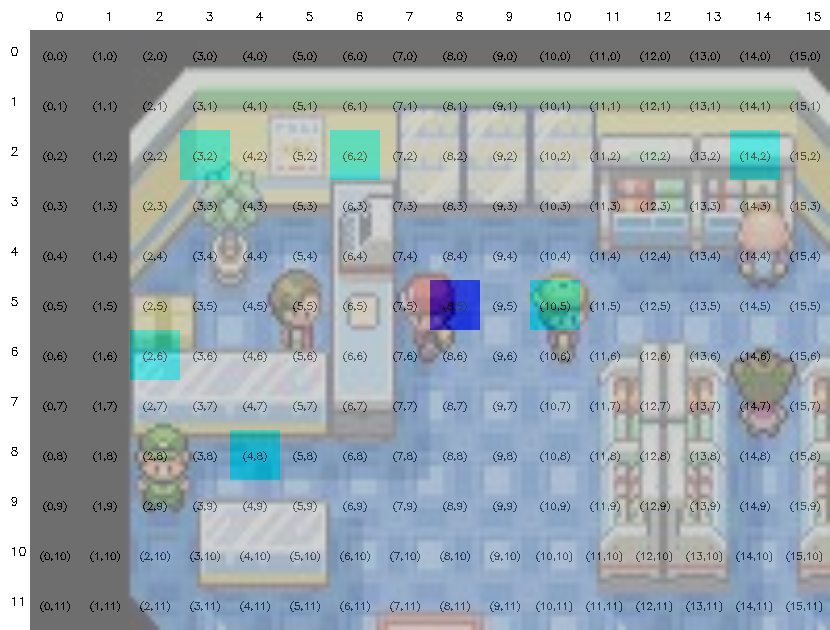 0 1 2 3 4 5 6 7 8 9 10 11 12 13 14 15
0 (0,0) (1,0) (2,0) (3,0) (4,0) (5,0) (6,0) (7,0) (8,0) (9,0) (10,0) (11,0) (12,0) (13,0) (14,0) (15,0)
1 (0,1) (1,1) (2,1) (3,1) (4,1) (5,1) (6,1) (7,1) (8,1) (9,1) (10,1) (11,1) (12,1) (13,1) (14,1) (15,1)
2 (0,2) (1,2) (2,2) (3,2) (4,2) (5,2) (6,2) (7,2) (8,2) (9,2) (10,2) (11,2) (12,2) (13,2) (14,2) (15,2)
3 (0,3) (1,3) (2,3) (3,3) (4,3) (5,3) (6,3) (7,3) (8,3) (9,3) (10,3) (11,3) (12,3) (13,3) (14,3) (15,3)
4 (0,4) (1,4) (2,4) (3,4) (4,4) (5,4) (6,4) (7,4) (8,4) (9,4) (10,4) (11,4) (12,4) (13,4) (14,4) (15,4)
5 (0,5) (1,5) (2,5) (3,5) (4,5) (5,5) (6,5) (7,5) (8,5) (9,5) (10,5) (11,5) (12,5) (13,5) (14,5) (15,5)
6 (0,6) (1,6) (2,6) (3,6) (4,6) (5,6) (6,6) (7,6) (8,6) (9,6) (10,6) (11,6) (12,6) (13,6) (14,6) (15,6)
7 (0,7) (1,7) (2,7) (3,7) (4,7) (5,7) (6,7) (7,7) (8,7) (9,7) (10,7) (11,7) (12,7) (13,7) (14,7) (15,7)
8 (0,8) (1,8) (2,8) (3,8) (4,8) (5,8) (6,8) (7,8) (8,8) (9,8) (10,8) (11,8) (12,8) (13,8) (14,8) (15,8)
9 (0,9) (1,9) (2,9) (3,9) (4,9) (5,9) (6,9) (7,9) (8,9) (9,9) (10,9) (11,9) (12,9) (13,9) (14,9) (15,9)
10 (0,10) (1,10) (2,10) (3,10) (4,10) (5,10) (6,10) (7,10) (8,10) (9,10) (10,10) (11,10) (12,10) (13,10) (14,10) (15,10)
11 (0,11) (1,11) (2,11) (3,11) (4,11) (5,11) (6,11) (7,11) (8,11) (9,11) (10,11) (11,11) (12,11) (13,11) (14,11) (15,11)